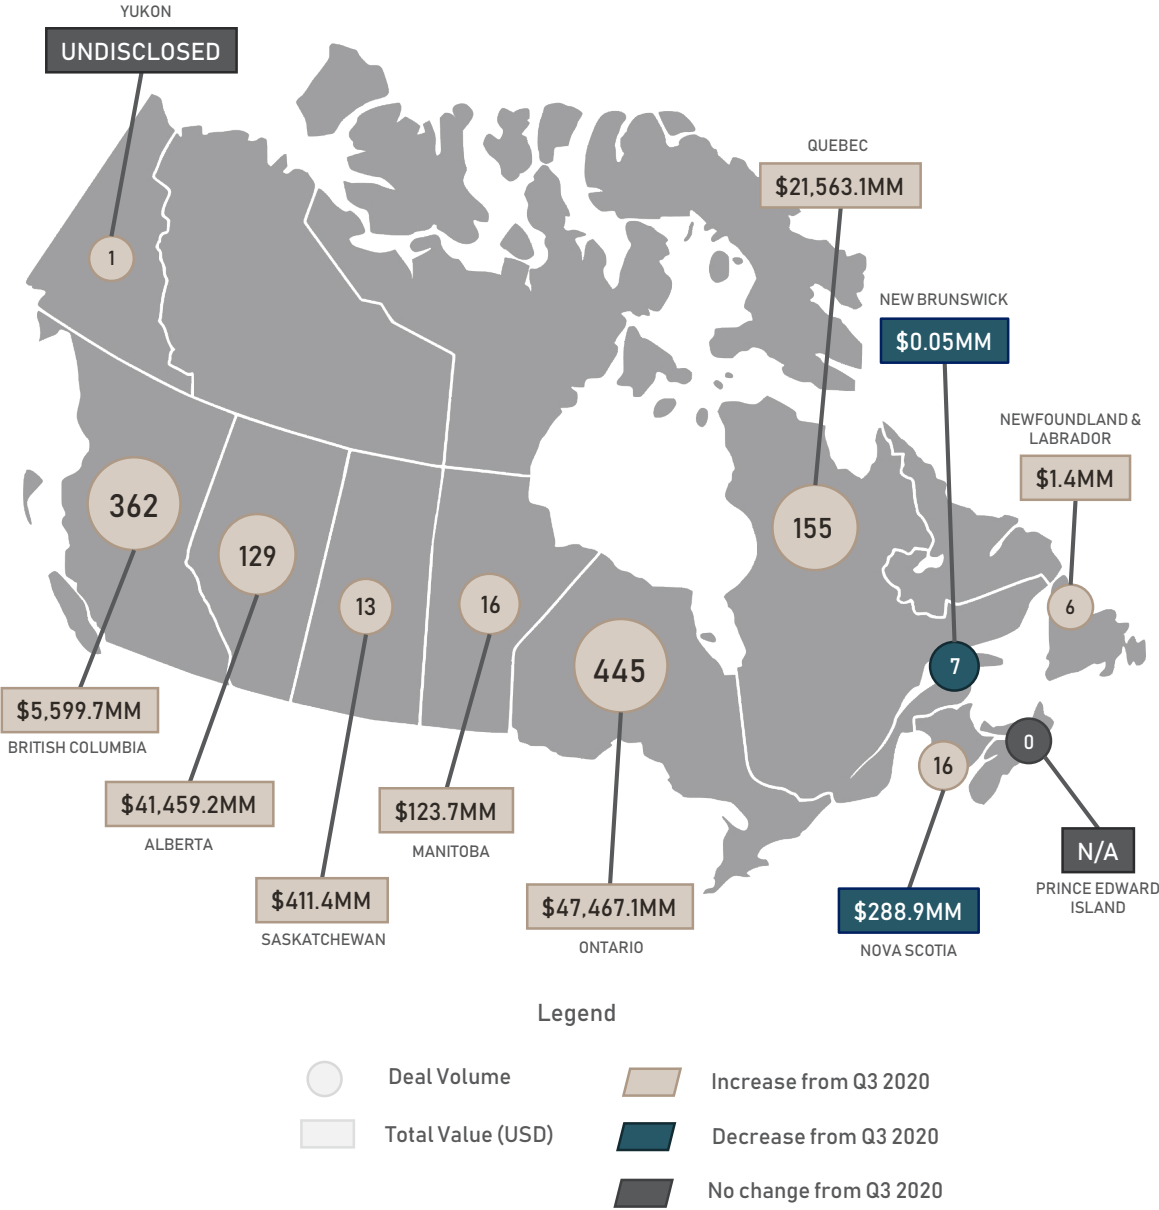 YUKON
UNDISCLOSED
1
QUEBEC
$21,563.1MM
155
NEW BRUNSWICK
$0.05MM
7
NEWFOUNDLAND &
LABRADOR
$1.4MM
6
362
$5,599.7MM
BRITISH COLUMBIA
129
$41,459.2MM
ALBERTA
13
$411.4MM
SASKATCHEWAN
16
$123.7MM
MANITOBA
445
$47,467.1MM
ONTARIO
16
$288.9MM
NOVA SCOTIA
0
N/A
PRINCE EDWARD
ISLAND
Legend
Deal Volume
Total Value (USD)
Increase from Q3 2020
Decrease from Q3 2020
No change from Q3 2020